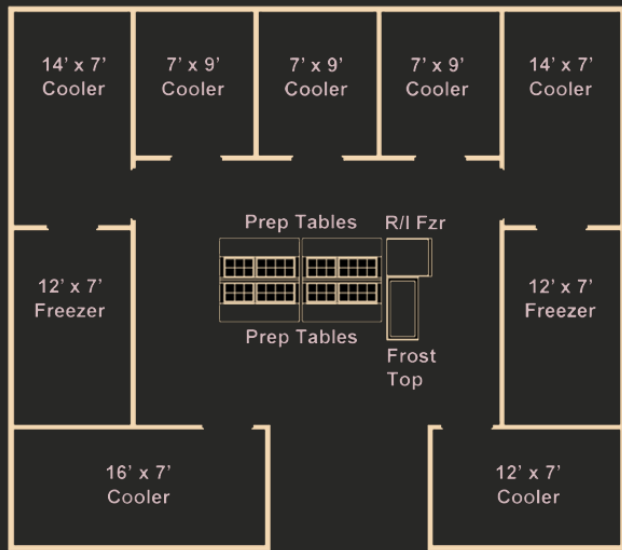 14' x 7'
Cooler
7' x 9'
Cooler
7' x 9'
Cooler
7' x 9'
Cooler
14' x 7'
Cooler
Prep Tables
R/I Fzr
12' x 7'
Freezer
12' x 7'
Freezer
Prep Tables
Frost
Top
16' x 7'
Cooler
12' x 7'
Cooler